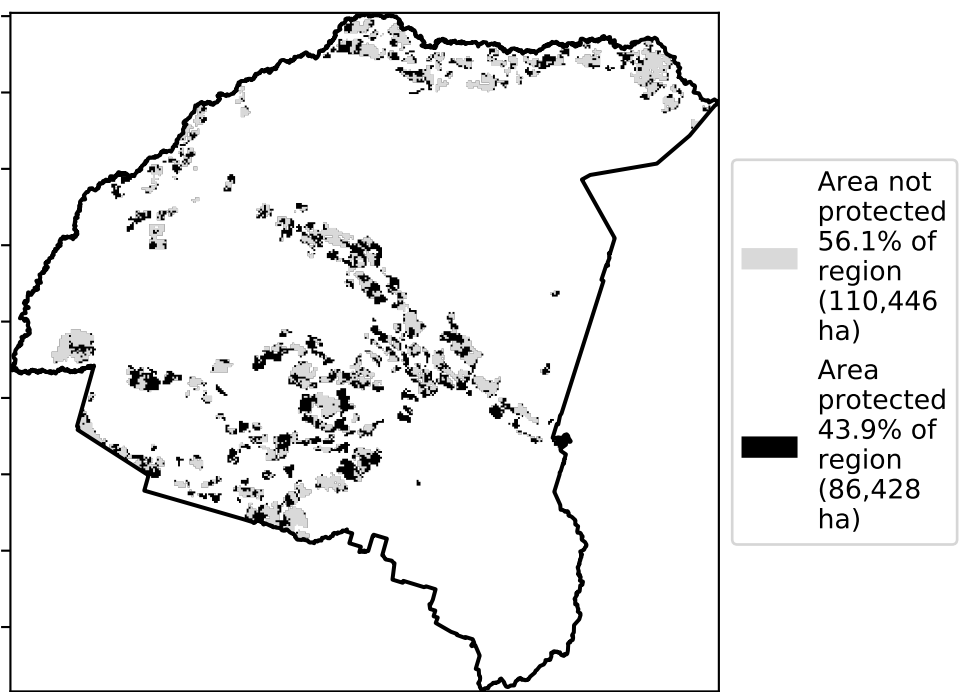 Area not
protected
56.1% of
region
(110,446
ha)
Area
protected
43.9% of
region
(86,428
ha)